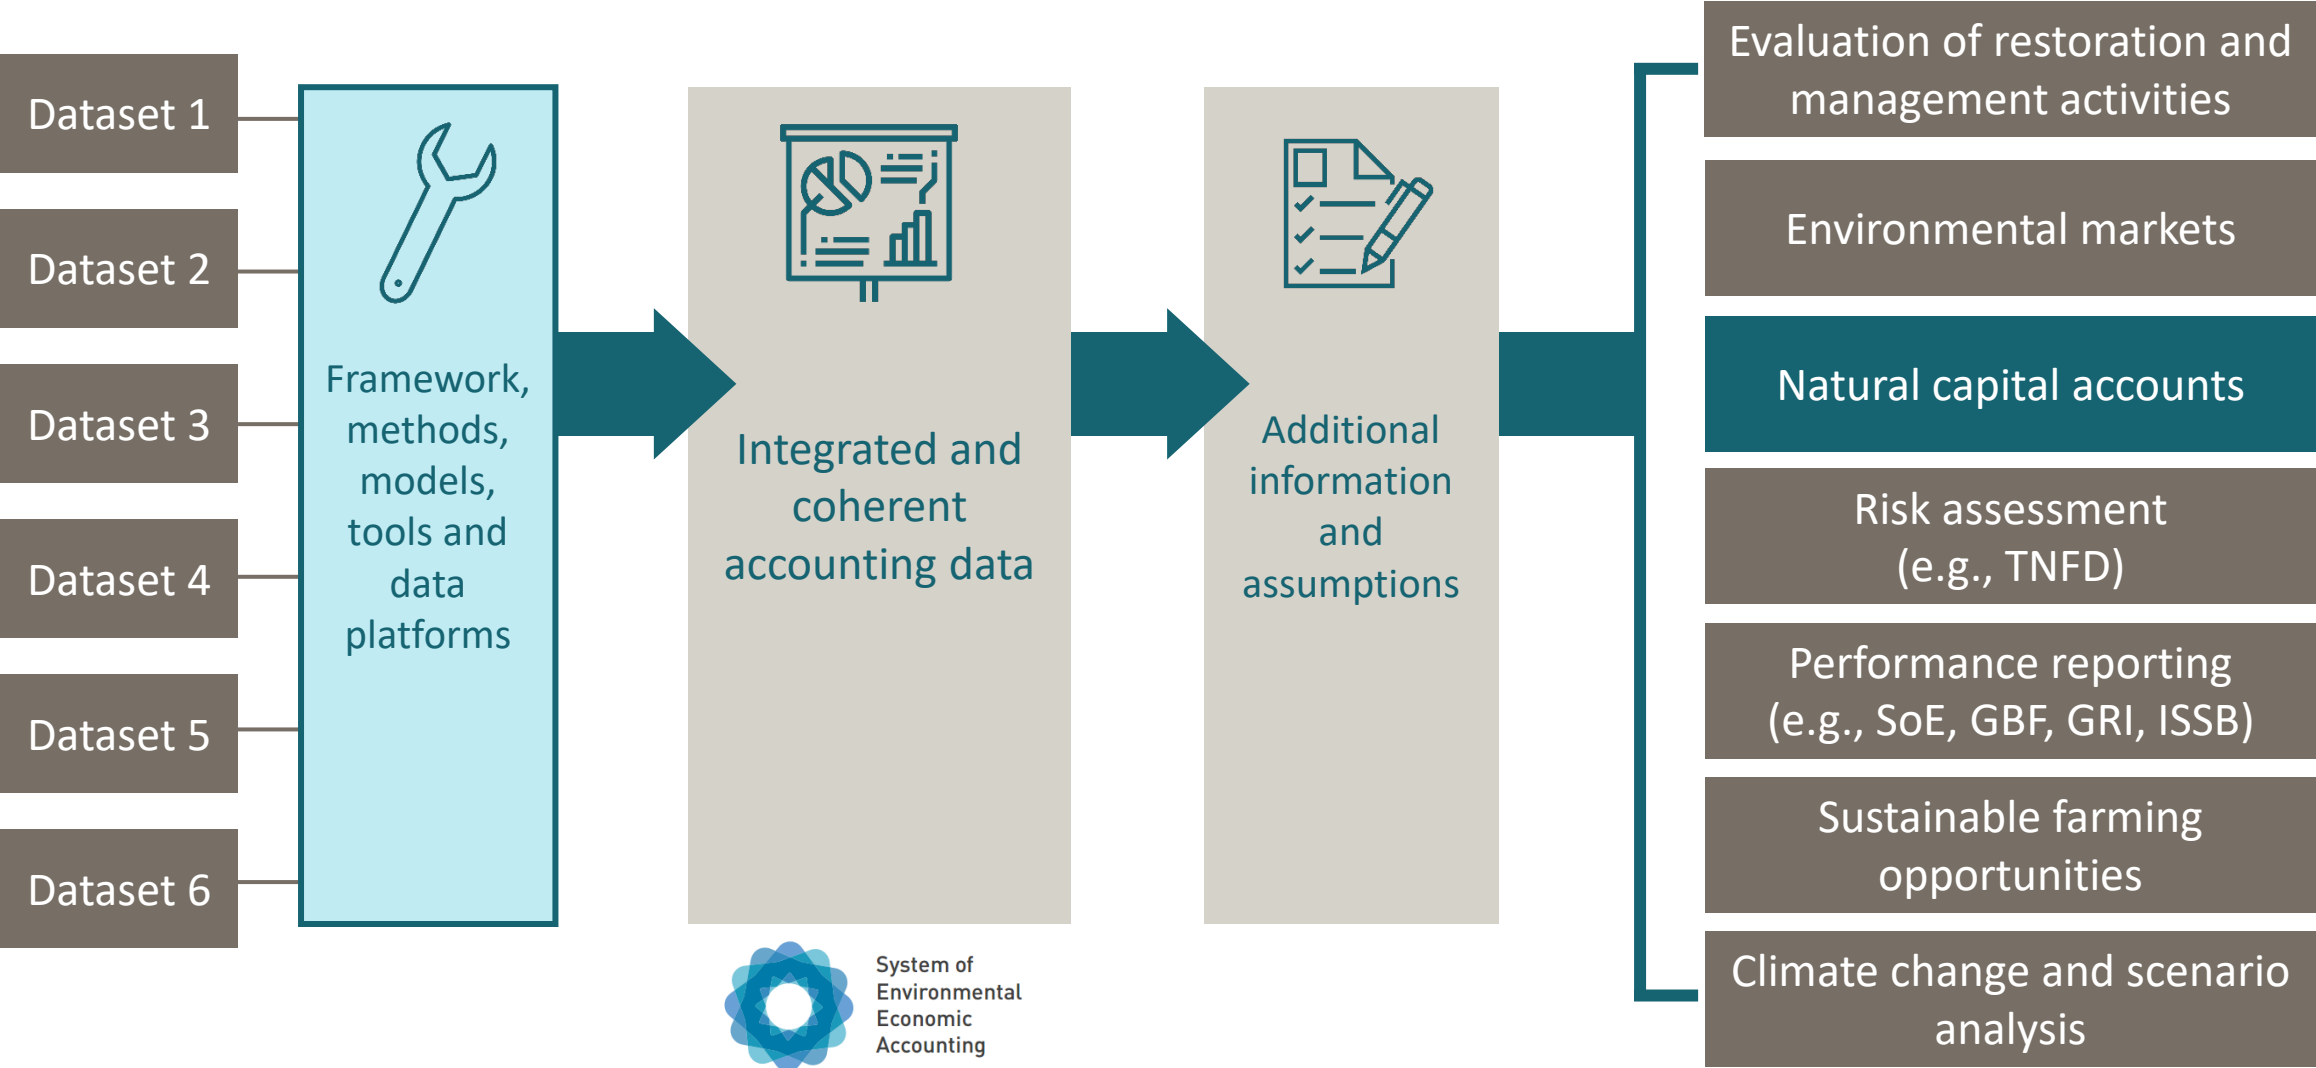 Dataset 1
Dataset 2
Dataset 3
Dataset 4
Dataset 5
Dataset 6
Framework,
methods,
models,
tools and
data
platforms
Integrated and
coherent
accounting data
System of
Environmental
Economic
Accounting
Additional
information
and
assumptions
Evaluation of restoration and
management activities
Environmental markets
Natural capital accounts
Risk assessment
(e.g., TNFD)
Performance reporting
(e.g., SoE, GBF, GRI, ISSB)
Sustainable farming
opportunities
Climate change and scenario
analysis